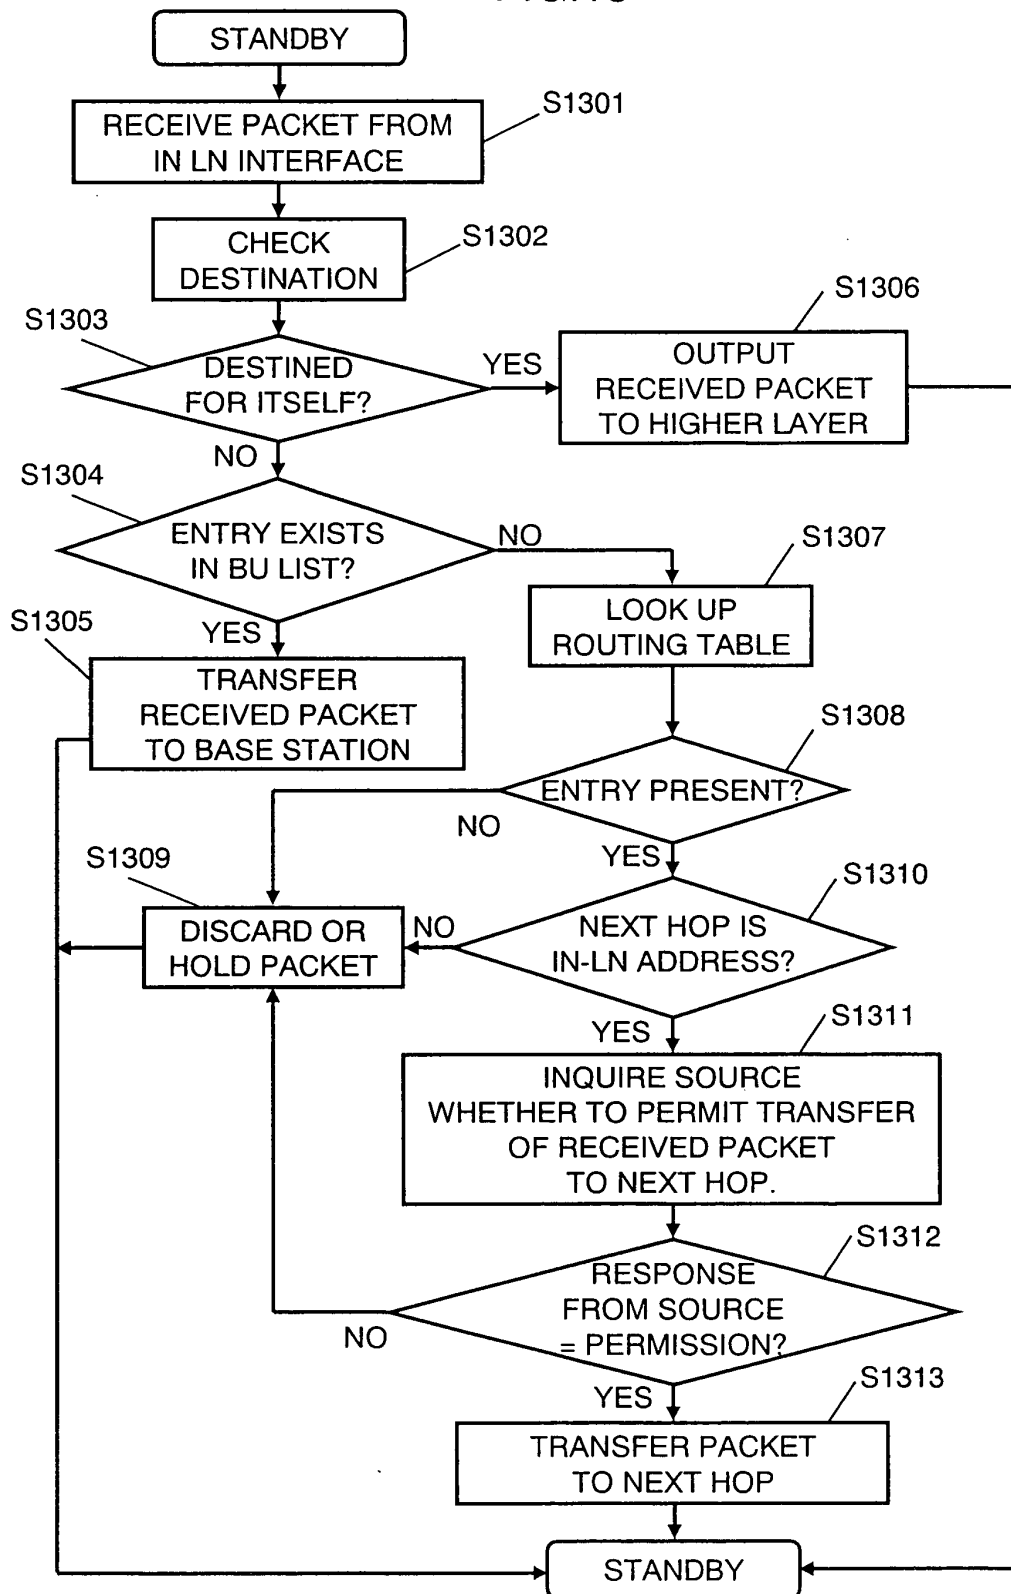 STANDBY
S1301
RECEIVE PACKET FROM
IN LN INTERFACE
S1302
CHECK
DESTINATION
S1303
DESTINED
FOR ITSELF?
YES
S1306
OUTPUT
RECEIVED PACKET
TO HIGHER LAYER
NO
S1304
ENTRY EXISTS
IN BU LIST?
NO
S1307
LOOK UP
ROUTING TABLE
S1305
YES
TRANSFER
RECEIVED PACKET
TO BASE STATION
S1308
ENTRY PRESENT?
NO
YES
S1309
DISCARD OR
HOLD PACKET
NO
S1310
NEXT HOP IS
IN-LN ADDRESS?
YES
S1311
INQUIRE SOURCE
WHETHER TO PERMIT TRANSFER
OF RECEIVED PACKET
TO NEXT HOP.
S1312
RESPONSE
FROM SOURCE
= PERMISSION?
NO
YES
S1313
TRANSFER PACKET
TO NEXT HOP
STANDBY